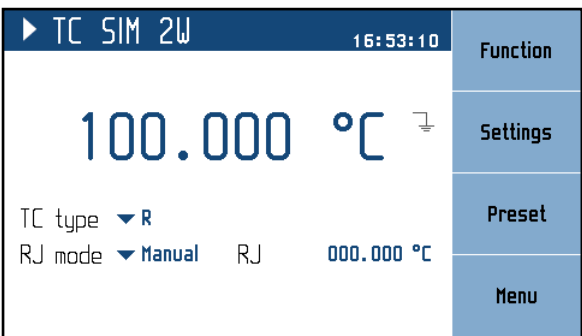 TC SIM 2W 16:53:10
Function
100.000 °C
Settings
TC type R
Preset
RJ mode Manual RJ 000.000 °C
Menu